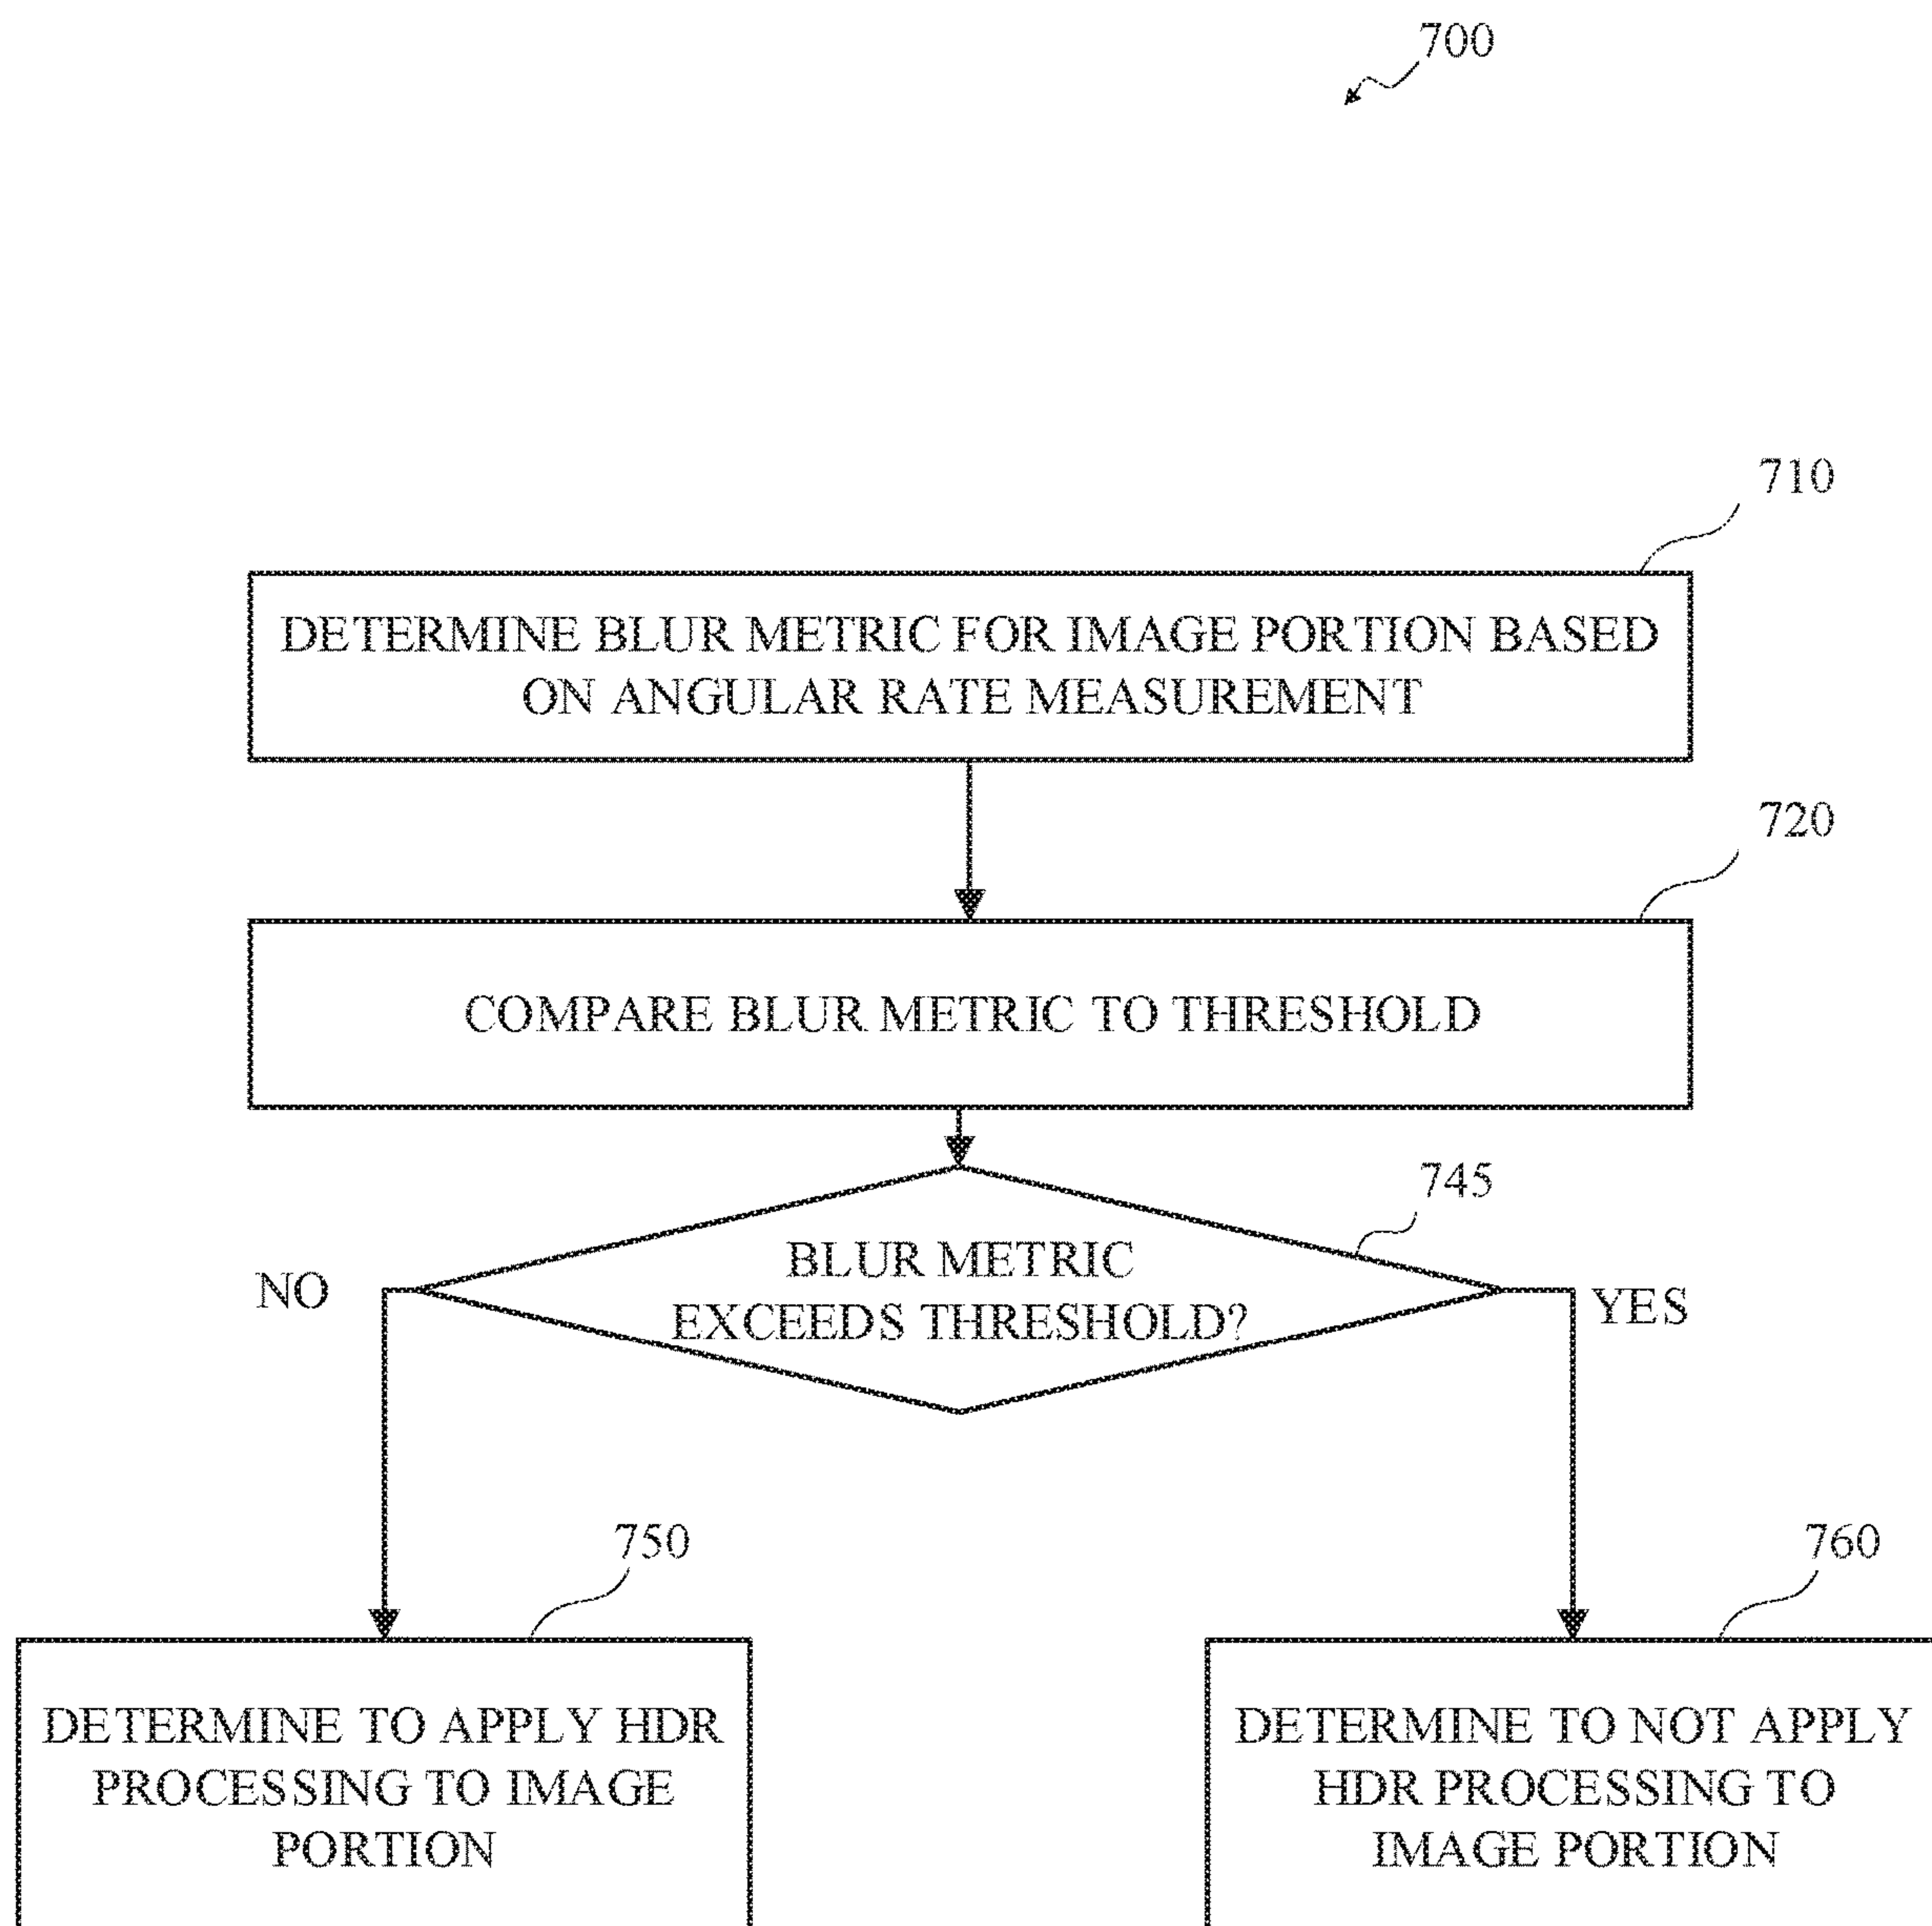 700
710
DETERMINE BLUR METRIC FOR IMAGE PORTION BASED
ON ANGULAR RATE MEASUREMENT
720
COMPARE BLUR METRIC TO THRESHOLD
745
BLUR METRIC
EXCEEDS THRESHOLD?
NO
YES
750
DETERMINE TO APPLY HDR
PROCESSING TO IMAGE
PORTION
760
DETERMINE TO NOT APPLY
HDR PROCESSING TO
IMAGE PORTION